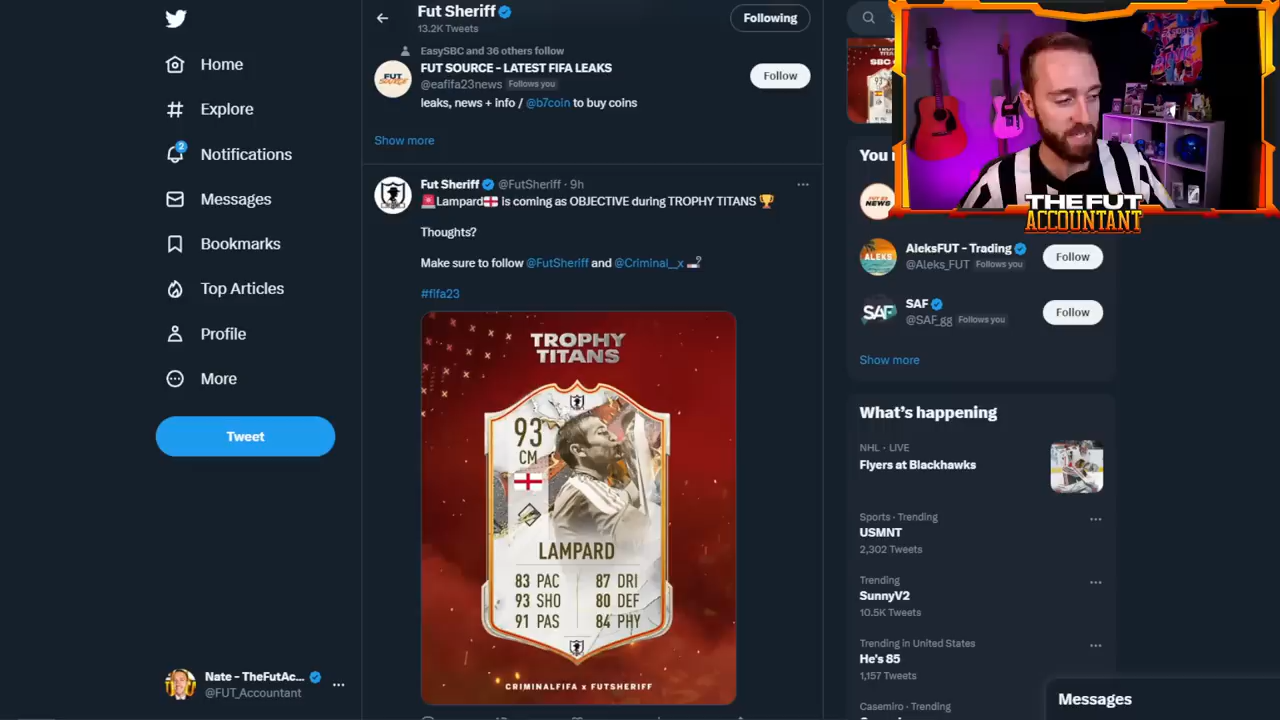 Home
Explore
2
Notifications
Messages
Bookmarks
Top Articles
Profile
More
Tweet
Nate - TheFutAc...
@FUT_Accountant
Fut Sheriff
13.2K Tweets
Following
EasySBC and 36 others follow
FUT SOURCE - LATEST FIFA LEAKS
@eafifa23news Follows you
leaks, news + info / @b7coin to buy coins
Follow
Show more
Fut Sheriff @FutSheriff · 9h
🚨Lampard🏴󠁧󠁢󠁥󠁮󠁧󠁿 is coming as OBJECTIVE during TROPHY TITANS 🏆
Thoughts?
Make sure to follow @FutSheriff and @Criminal__x 🚬
#fifa23
TROPHY
TITANS
93
CM
LAMPARD
83 PAC 87 DRI
93 SHO 80 DEF
91 PAS 84 PHY
CRIMINALFIFA x FUTSHERIFF
THE FUT
ACCOUNTANT
AleksFUT - Trading
@Aleks_FUT Follows you
Follow
SAF
SAF
@SAF_gg Follows you
Follow
Show more
What's happening
NHL · LIVE
Flyers at Blackhawks
Sports · Trending
USMNT
2,302 Tweets
Trending
SunnyV2
10.5K Tweets
Trending in United States
He's 85
1,157 Tweets
Casemiro · Trending
Messages